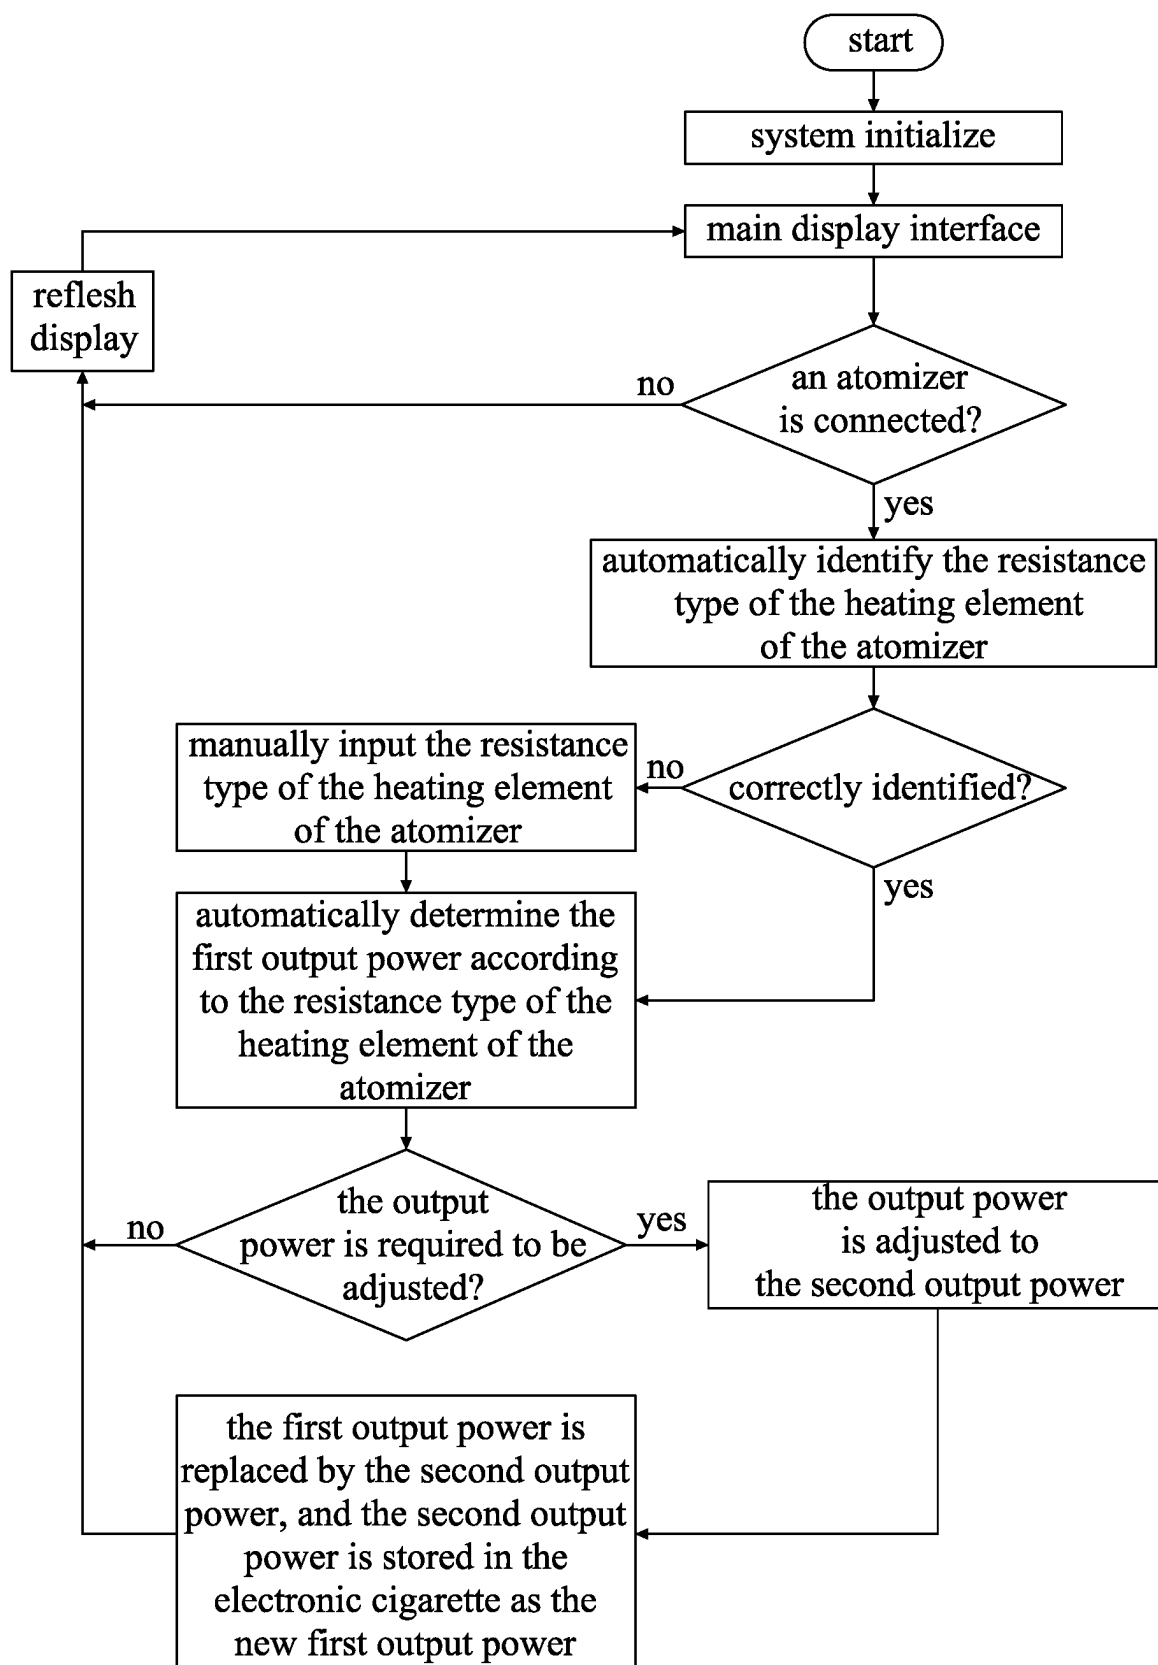 start
system initialize
main display interface
reflesh
display
no
an atomizer
is connected?
yes
automatically identify the resistance
type of the heating element
of the atomizer
manually input the resistance
type of the heating element
of the atomizer
no
correctly identified?
yes
automatically determine the
first output power according
to the resistance type of the
heating element of the
atomizer
no
the output
power is required to be
adjusted?
yes
the output power
is adjusted to
the second output power
the first output power is
replaced by the second output
power, and the second output
power is stored in the
electronic cigarette as the
new first output power